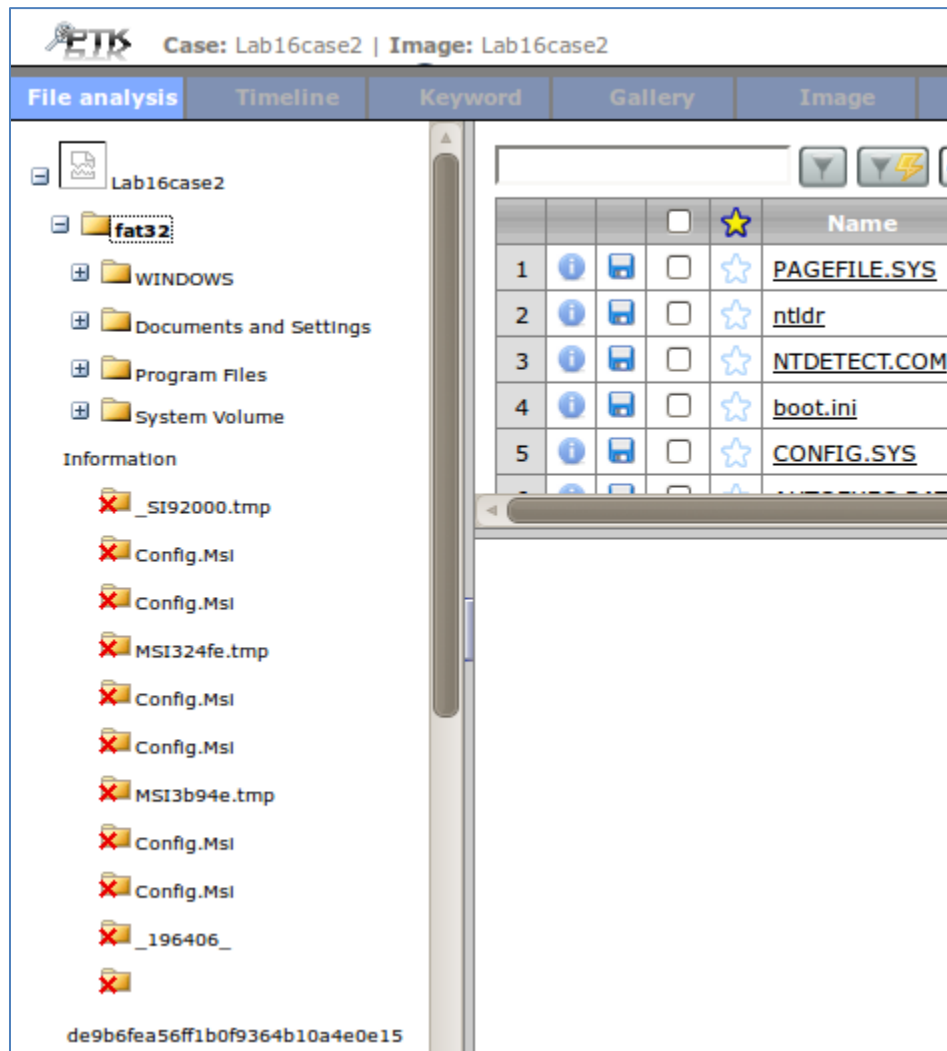 PTK Case: Lab16case2 | Image: Lab16case2
File analysis Timeline Keyword Gallery Image
Lab16case2
fat32
WINDOWS
Documents and Settings
Program Files
System Volume
Information
_SI92000.tmp
Config.Msi
Config.Msi
MSI324fe.tmp
Config.Msi
Config.Msi
MSI3b94e.tmp
Config.Msi
Config.Msi
_196406_
de9b6fea56ff1b0f9364b10a4e0e15
Name
1 PAGEFILE.SYS
2 ntldr
3 NTDETECT.COM
4 boot.ini
5 CONFIG.SYS